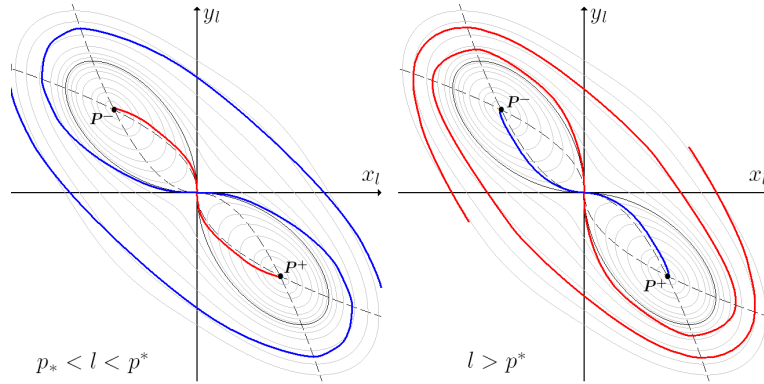 y_l
x_l
P^-
P^+
p_* < l < p^*
y_l
x_l
P^-
P^+
l > p^*